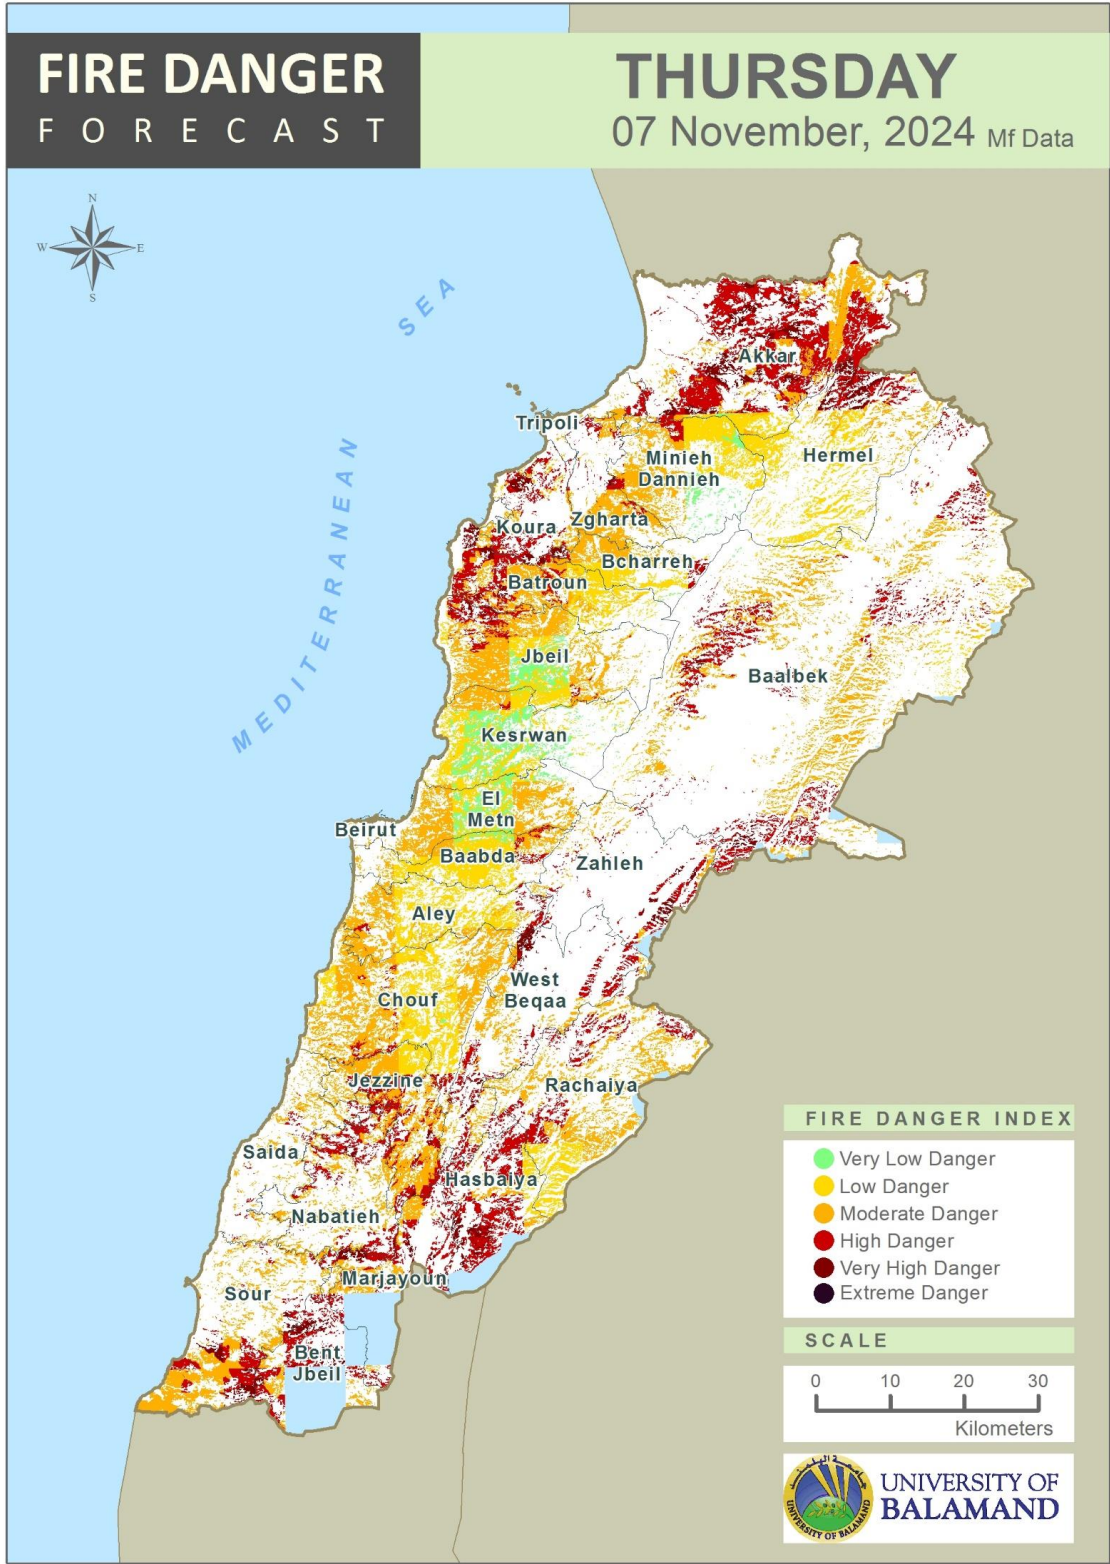 FIRE DANGER
FORECAST
THURSDAY
07 November, 2024 Mf Data
N
W E
S
MEDITERRANEAN SEA
Akkar
Tripoli
Minieh
Dannieh
Hermel
Koura
Zgharta
Bcharreh
Batroun
Jbeil
Baalbek
Kesrwan
El
Metn
Beirut
Baabda
Zahleh
Aley
West
Beqaa
Chouf
Jezzine
Rachaiya
Saida
Hasbaiya
Nabatieh
Marjayoun
Sour
Bent
Jbeil
FIRE DANGER INDEX
Very Low Danger
Low Danger
Moderate Danger
High Danger
Very High Danger
Extreme Danger
SCALE
0 10 20 30
Kilometers
UNIVERSITY OF
BALAMAND
UNIVERSITY OF BALAMAND